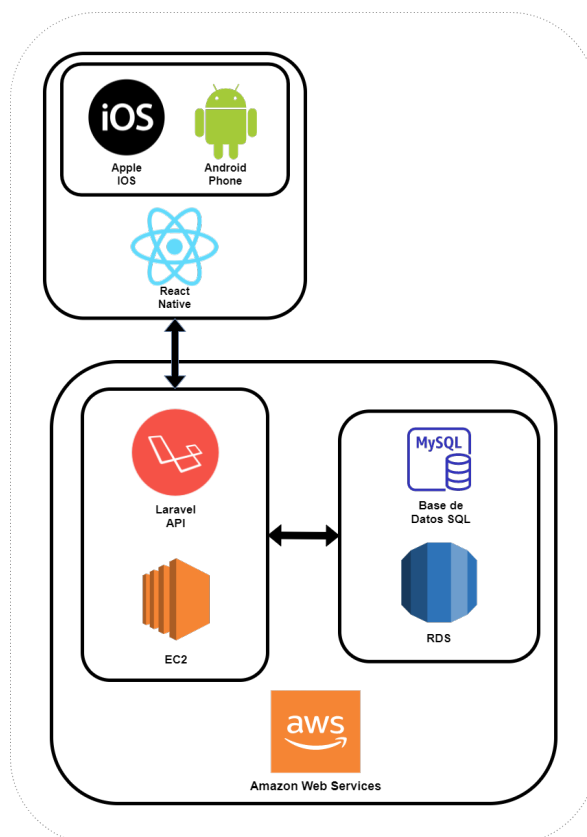 iOS
Apple
IOS
Android
Phone
React
Native
Laravel
API
EC2
MySQL
Base de
Datos SQL
RDS
aws
Amazon Web Services